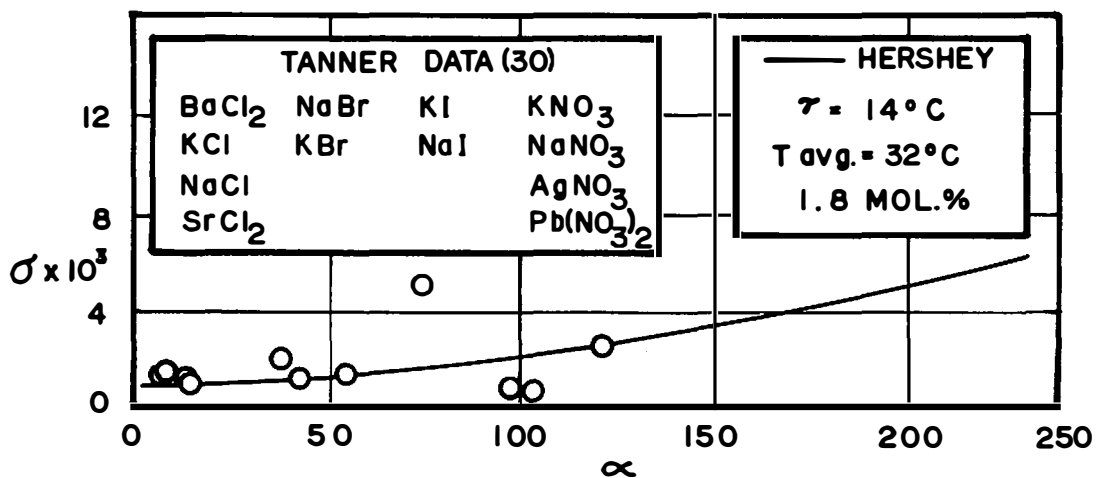 TANNER DATA (30)
BaCl₂ NaBr KI KNO₃
KCl KBr NaI NaNO₃
NaCl AgNO₃
SrCl₂ Pb(NO₃)₂
HERSHEY
𝜏 = 14°C
T avg. = 32°C
1.8 MOL.%
12
8
σ x 10³
4
0
0 50 100 150 200 250
∝